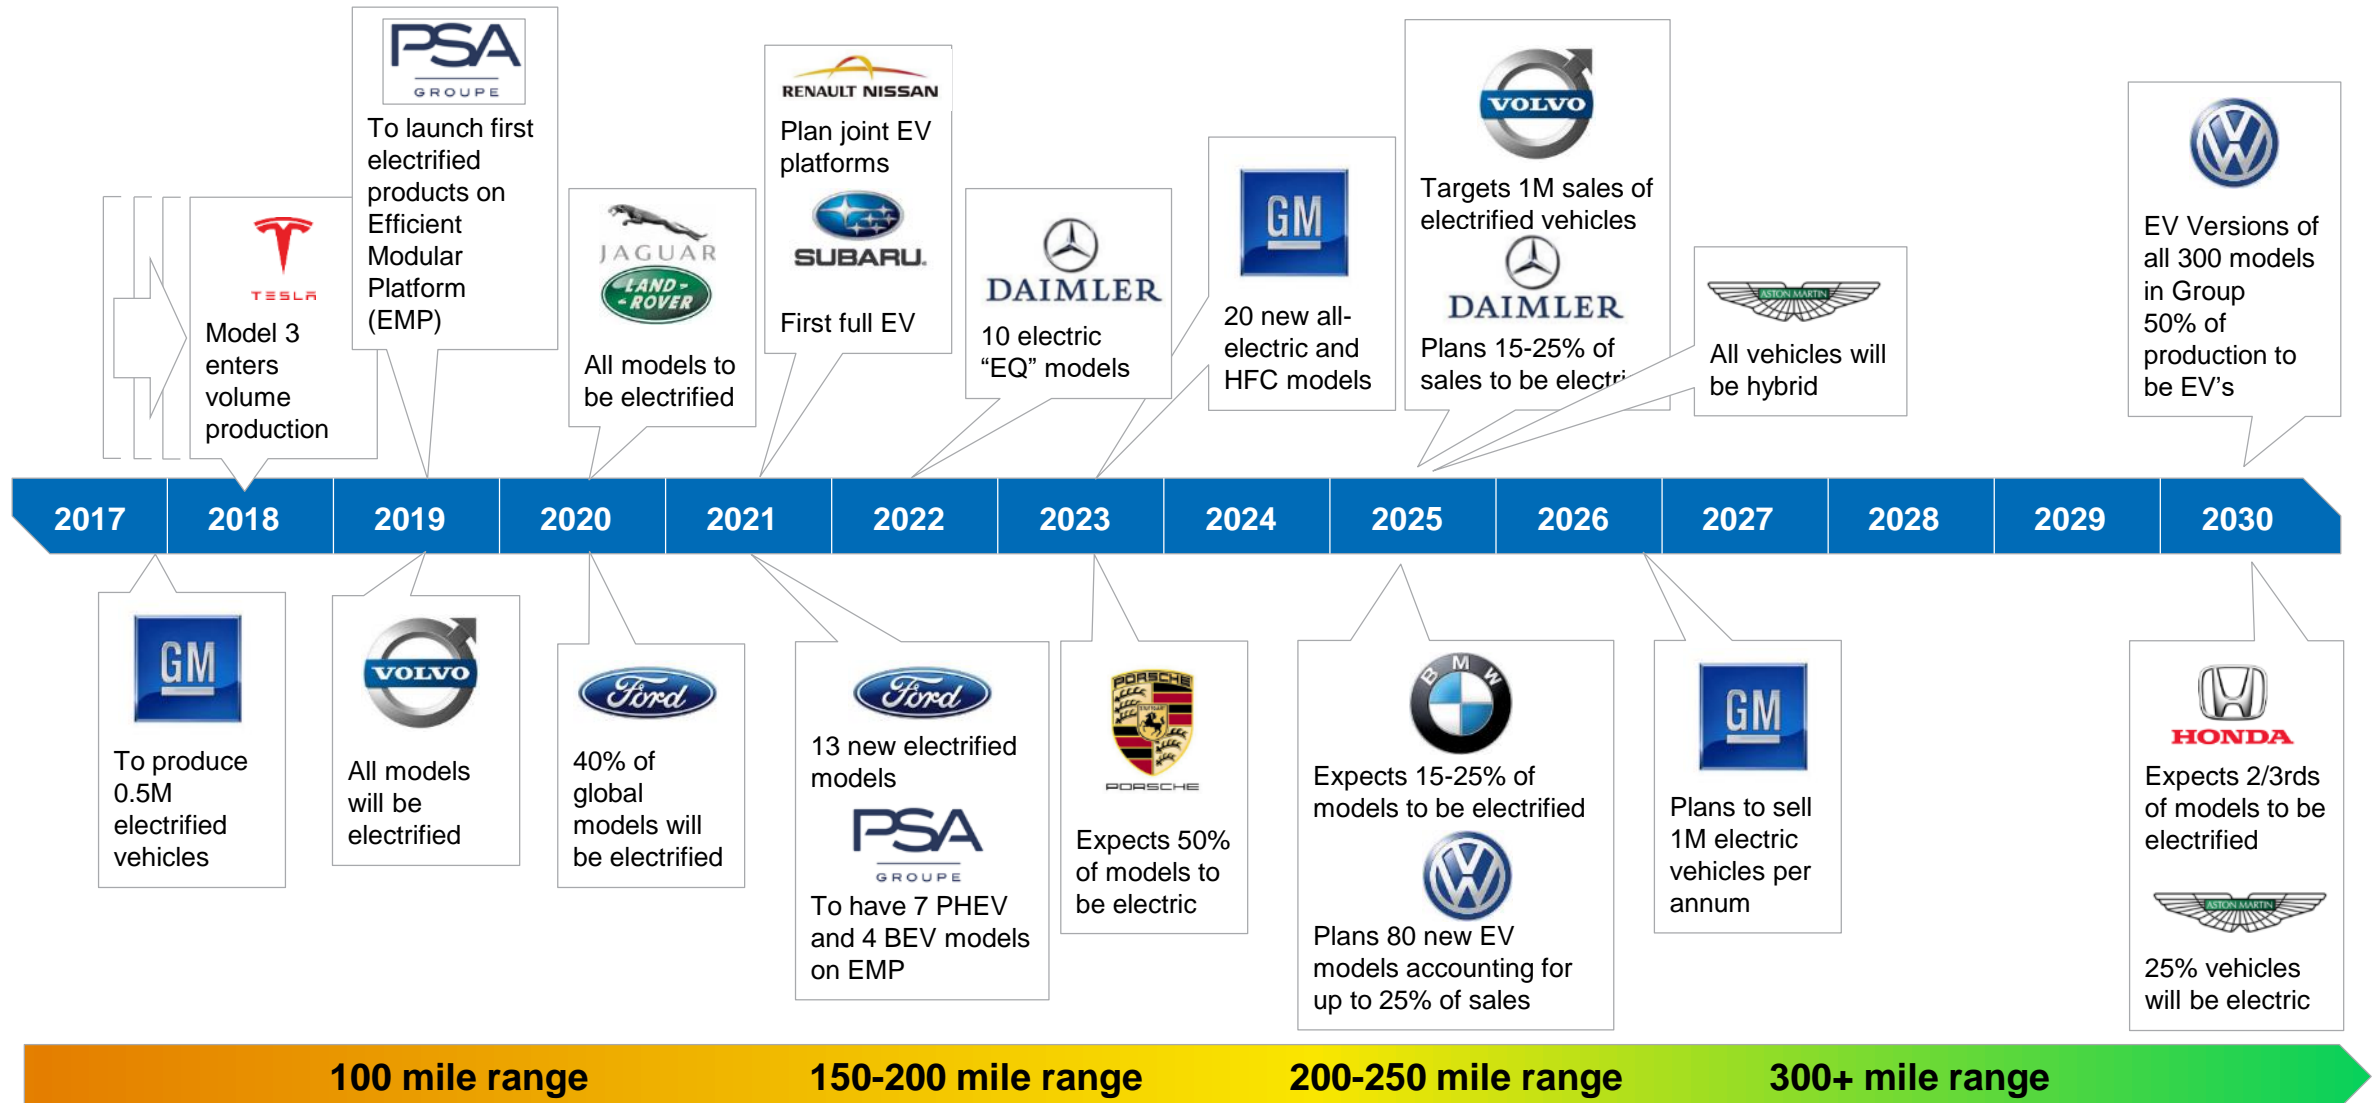 PSA
GROUPE
To launch first
electrified
products on
Efficient
Modular
Platform
(EMP)
TESLA
Model 3
enters
volume
production
JAGUAR
LAND-
-ROVER
All models to
be electrified
RENAULT NISSAN
Plan joint EV
platforms
SUBARU.
First full EV
DAIMLER
10 electric
“EQ” models
GM
20 new all-
electric and
HFC models
VOLVO
Targets 1M sales of
electrified vehicles
DAIMLER
Plans 15-25% of
sales to be electric
ASTON MARTIN
All vehicles will
be hybrid
EV Versions of
all 300 models
in Group
50% of
production to
be EV’s
2017 2018 2019 2020 2021 2022 2023 2024 2025 2026 2027 2028 2029 2030
GM
To produce
0.5M
electrified
vehicles
VOLVO
All models
will be
electrified
Ford
40% of
global
models will
be electrified
Ford
13 new electrified
models
PSA
GROUPE
To have 7 PHEV
and 4 BEV models
on EMP
PORSCHE
PORSCHE
Expects 50%
of models to
be electric
BMW
Expects 15-25% of
models to be electrified
Plans 80 new EV
models accounting for
up to 25% of sales
GM
Plans to sell
1M electric
vehicles per
annum
HONDA
Expects 2/3rds
of models to be
electrified
ASTON MARTIN
25% vehicles
will be electric
100 mile range 150-200 mile range 200-250 mile range 300+ mile range